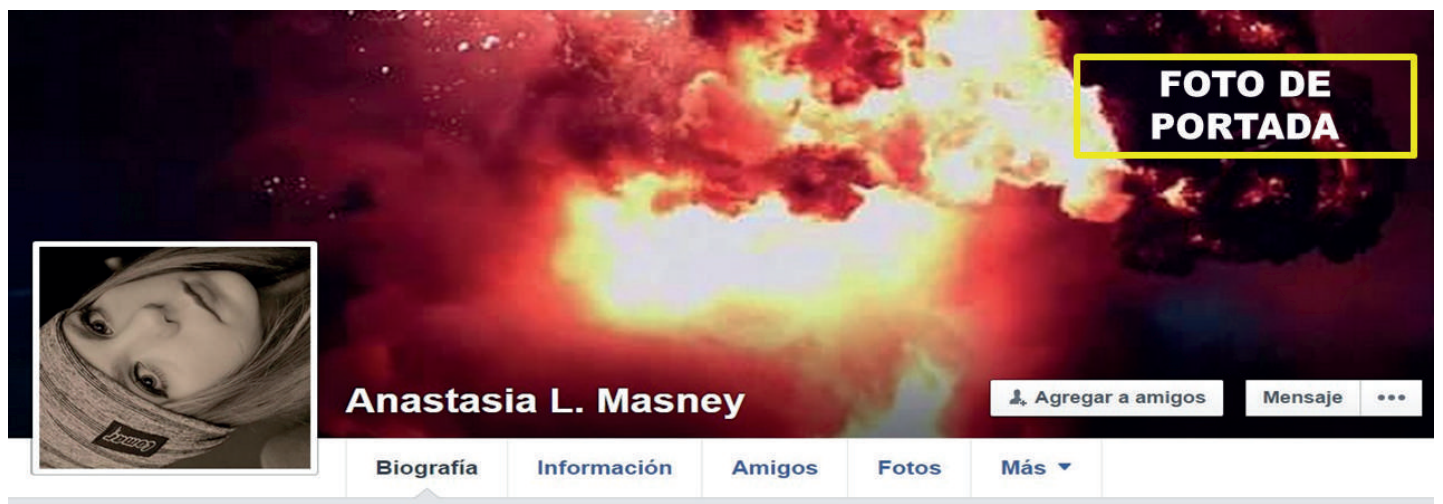 FOTO DE
PORTADA
Anastasia L. Masney
Agregar a amigos
Mensaje
Biografía
Información
Amigos
Fotos
Más